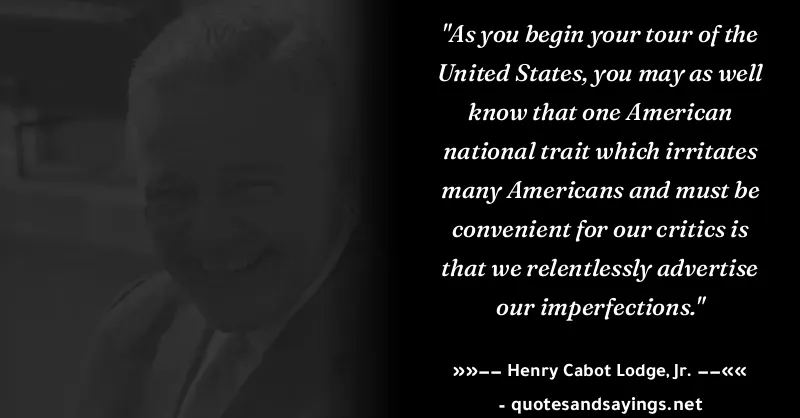 "As you begin your tour of the
United States, you may as well
know that one American
national trait which irritates
many Americans and must be
convenient for our critics is
that we relentlessly advertise
our imperfections."
»»–– Henry Cabot Lodge, Jr. ––««
- quotesandsayings.net